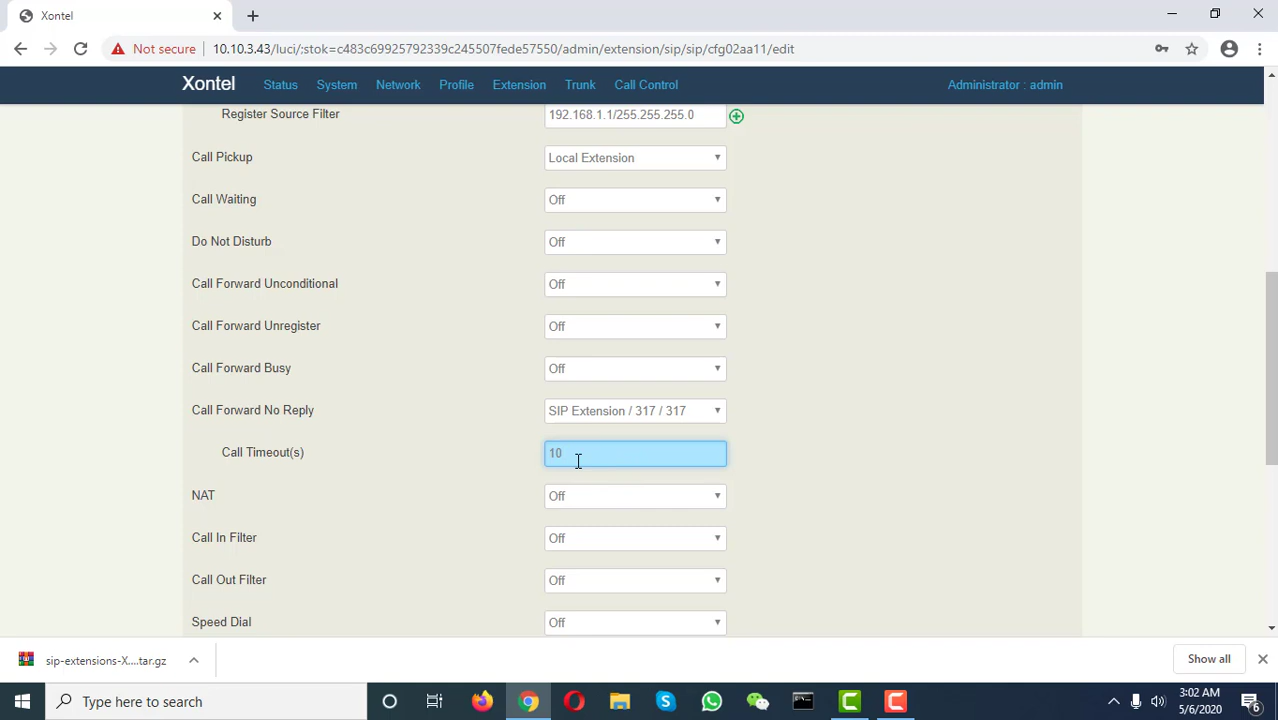 Xontel
Not secure
10.10.3.43/luci/;stok=c483c69925792339c245507fede57550/admin/extension/sip/sip/cfg02aa11/edit
Xontel Status System Network Profile Extension Trunk Call Control Administrator : admin
Register Source Filter 192.168.1.1/255.255.255.0
Call Pickup Local Extension
Call Waiting Off
Do Not Disturb Off
Call Forward Unconditional Off
Call Forward Unregister Off
Call Forward Busy Off
Call Forward No Reply SIP Extension / 317 / 317
Call Timeout(s) 10
NAT Off
Call In Filter Off
Call Out Filter Off
Speed Dial Off
sip-extensions-X....tar.gz Show all
Type here to search
3:02 AM
5/6/2020
6